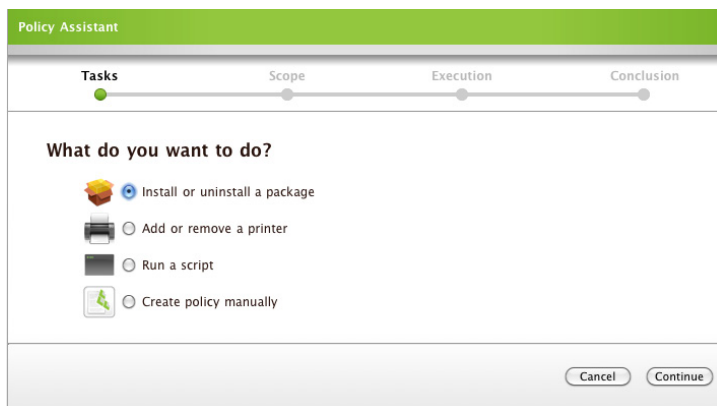 Policy Assistant
Tasks Scope Execution Conclusion
What do you want to do?
Install or uninstall a package
Add or remove a printer
Run a script
Create policy manually
Cancel Continue